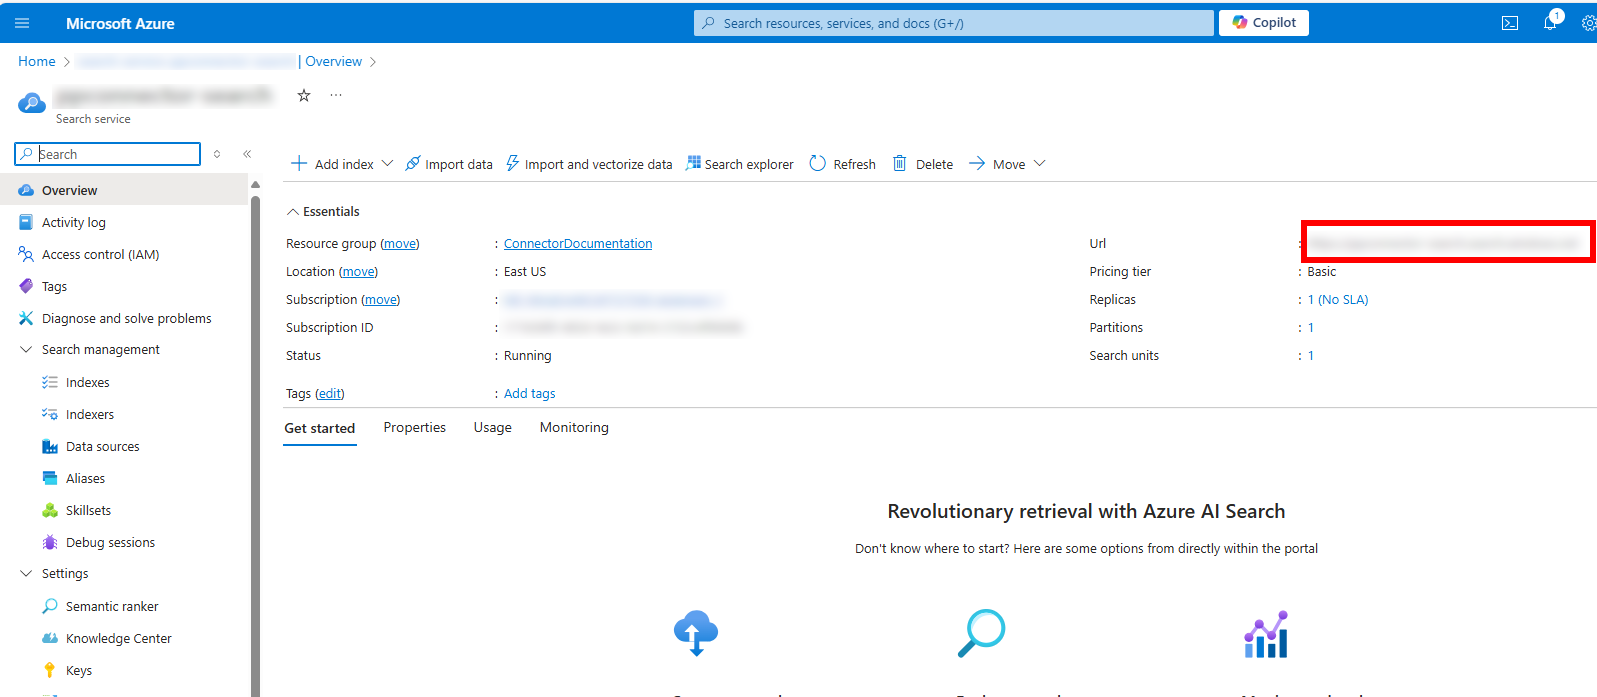 Microsoft Azure
Search resources, services, and docs (G+/)
Copilot
1
Home > | Overview >
Search service
Search
Add index
Import data
Import and vectorize data
Search explorer
Refresh
Delete
Move
Overview
Activity log
Access control (IAM)
Tags
Diagnose and solve problems
Search management
Indexes
Indexers
Data sources
Aliases
Skillsets
Debug sessions
Settings
Semantic ranker
Knowledge Center
Keys
Essentials
Resource group (move) : ConnectorDocumentation
Location (move) : East US
Subscription (move) :
Subscription ID :
Status : Running
Tags (edit) : Add tags
Url :
Pricing tier : Basic
Replicas : 1 (No SLA)
Partitions : 1
Search units : 1
Get started
Properties
Usage
Monitoring
Revolutionary retrieval with Azure AI Search
Don't know where to start? Here are some options from directly within the portal